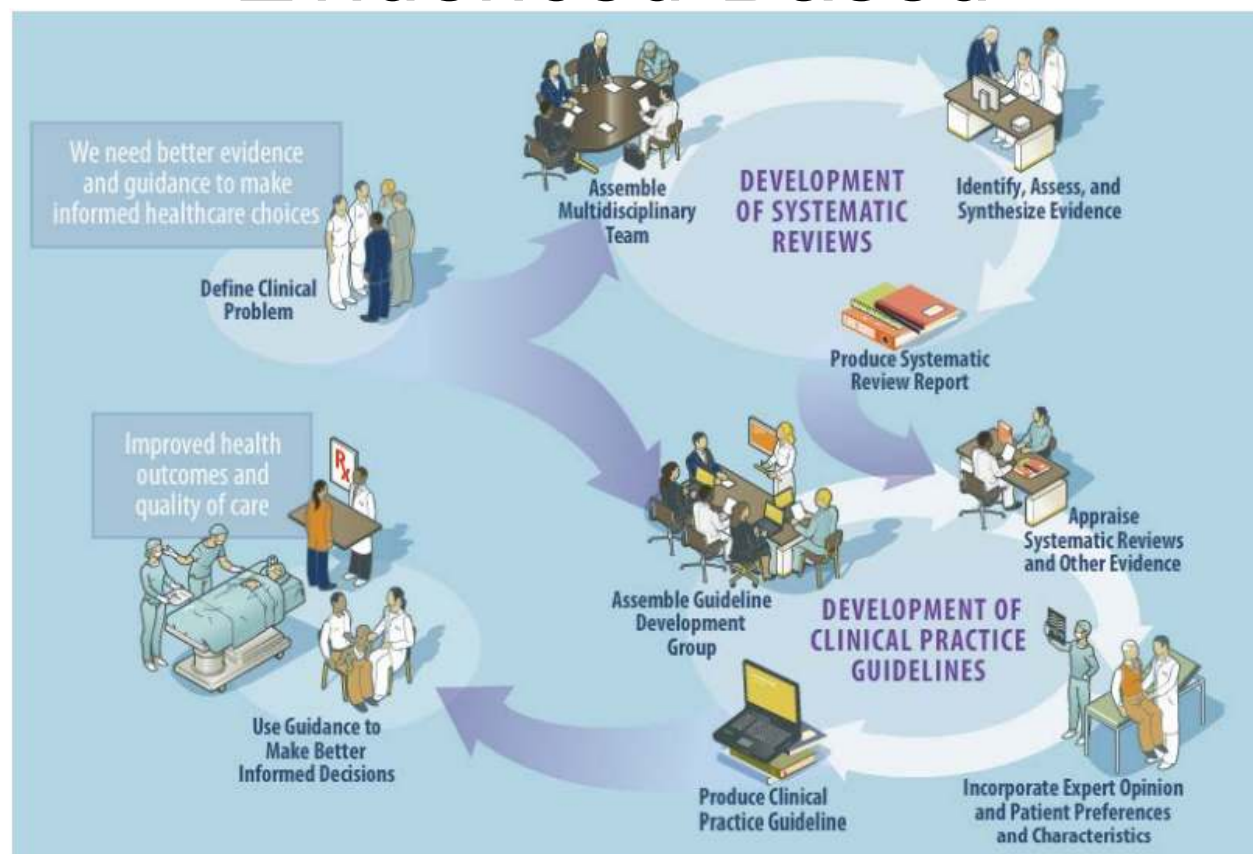 We need better evidence
and guidance to make
informed healthcare choices
Define Clinical
Problem
Assemble
Multidisciplinary
Team
DEVELOPMENT
OF SYSTEMATIC
REVIEWS
Identify, Assess, and
Synthesize Evidence
Produce Systematic
Review Report
Improved health
outcomes and
quality of care
Rx
Assemble Guideline
Development
Group
Appraise
Systematic Reviews
and Other Evidence
DEVELOPMENT OF
CLINICAL PRACTICE
GUIDELINES
Use Guidance to
Make Better
Informed Decisions
Produce Clinical
Practice Guideline
Incorporate Expert Opinion
and Patient Preferences
and Characteristics